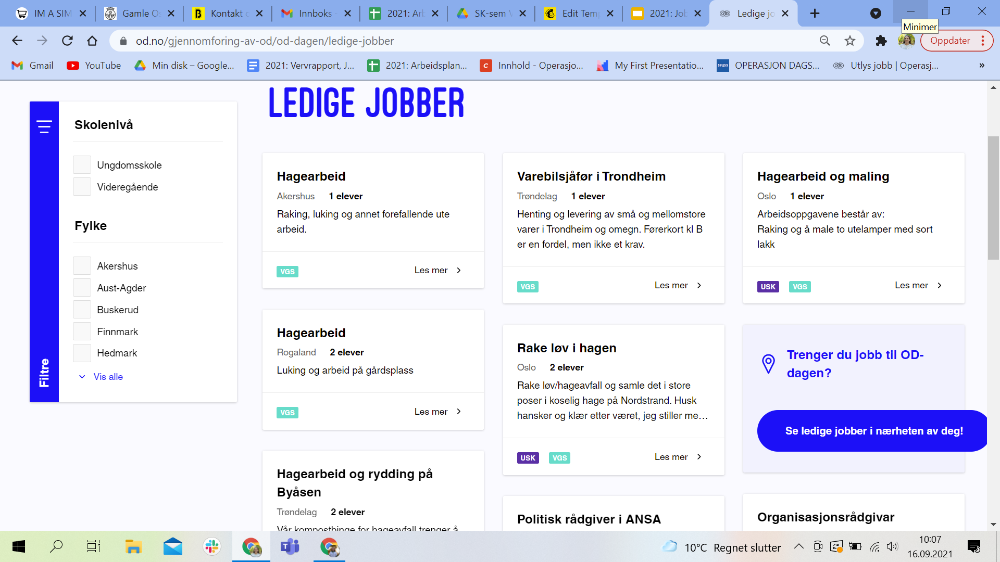 IM A SIM
Gamle Os
Kontakt o
Innboks -
2021: Arb
SK-sem V
Edit Temp
2021: Job
Ledige jo
Minimer
od.no/gjennomforing-av-od/od-dagen/ledige-jobber
Oppdater
Gmail
YouTube
Min disk – Google...
2021: Vervrapport, J...
2021: Arbeidsplan...
Innhold - Operasjo...
My First Presentatio...
OPERASJON DAGS...
Utlys jobb | Operasj...
»
LEDIGE JOBBER
Filtre
Skolenivå
Ungdomsskole
Videregående
Fylke
Akershus
Aust-Agder
Buskerud
Finnmark
Hedmark
Vis alle
Hagearbeid
Akershus 1 elever
Raking, luking og annet forefallende ute
arbeid.
VGS Les mer
Varebilsjåfør i Trondheim
Trøndelag 1 elever
Henting og levering av små og mellomstore
varer i Trondheim og omegn. Førerkort kl B
er en fordel, men ikke et krav.
VGS Les mer
Hagearbeid og maling
Oslo 1 elever
Arbeidsoppgavene består av:
Raking og å male to utelamper med sort
lakk
USK VGS Les mer
Hagearbeid
Rogaland 2 elever
Luking og arbeid på gårdsplass
VGS Les mer
Rake løv i hagen
Oslo 2 elever
Rake løv/hageavfall og samle det i store
poser i koselig hage på Nordstrand. Husk
hansker og klær etter været, jeg stiller me…
USK VGS Les mer
Trenger du jobb til OD-
dagen?
Se ledige jobber i nærheten av deg!
Hagearbeid og rydding på
Byåsen
Trøndelag 2 elever
Vår kompostbinge for hageavfall trenger å
Politisk rådgiver i ANSA
Organisasjonsrådgivar
10°C Regnet slutter
10:07
16.09.2021